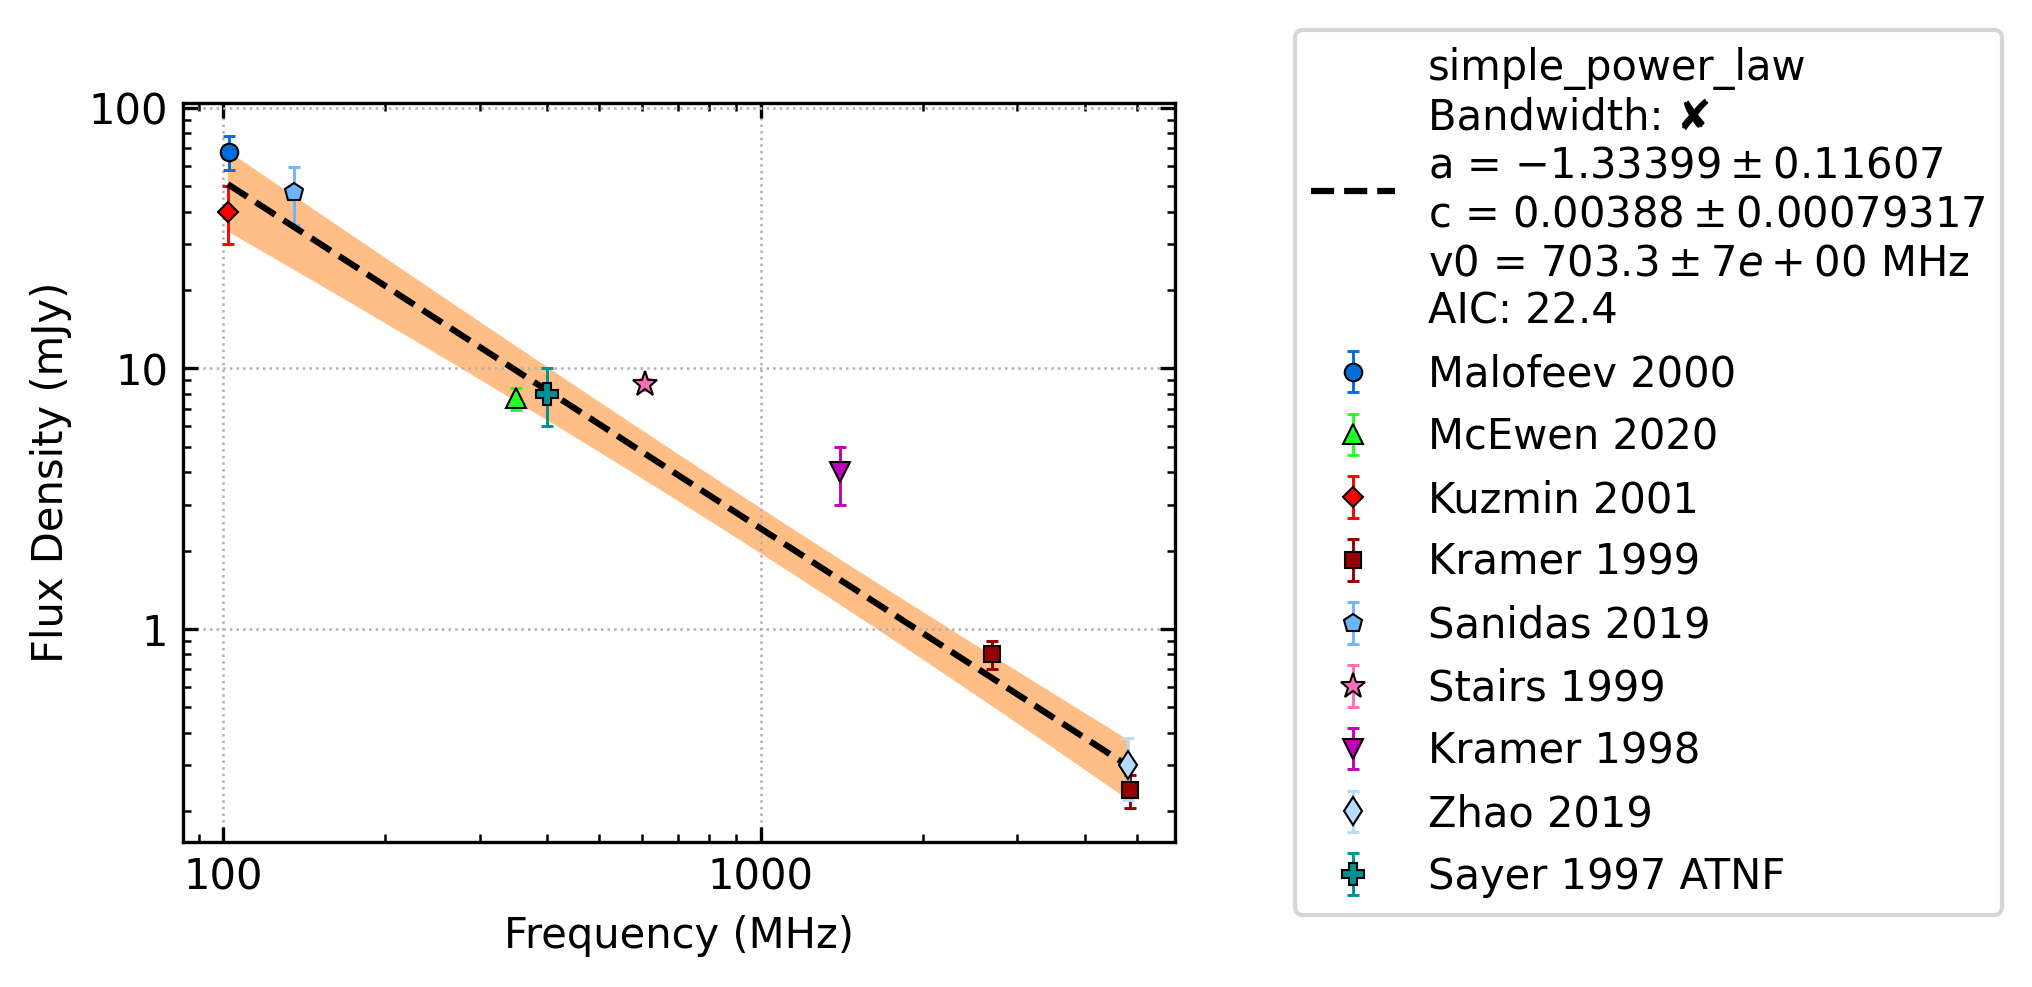 100
10
1
100
1000
Flux Density (mJy)
Frequency (MHz)
simple_power_law
Bandwidth: ✘
a = −1.33399 ± 0.11607
c = 0.00388 ± 0.00079317
v0 = 703.3 ± 7e + 00 MHz
AIC: 22.4
Malofeev 2000
McEwen 2020
Kuzmin 2001
Kramer 1999
Sanidas 2019
Stairs 1999
Kramer 1998
Zhao 2019
Sayer 1997 ATNF